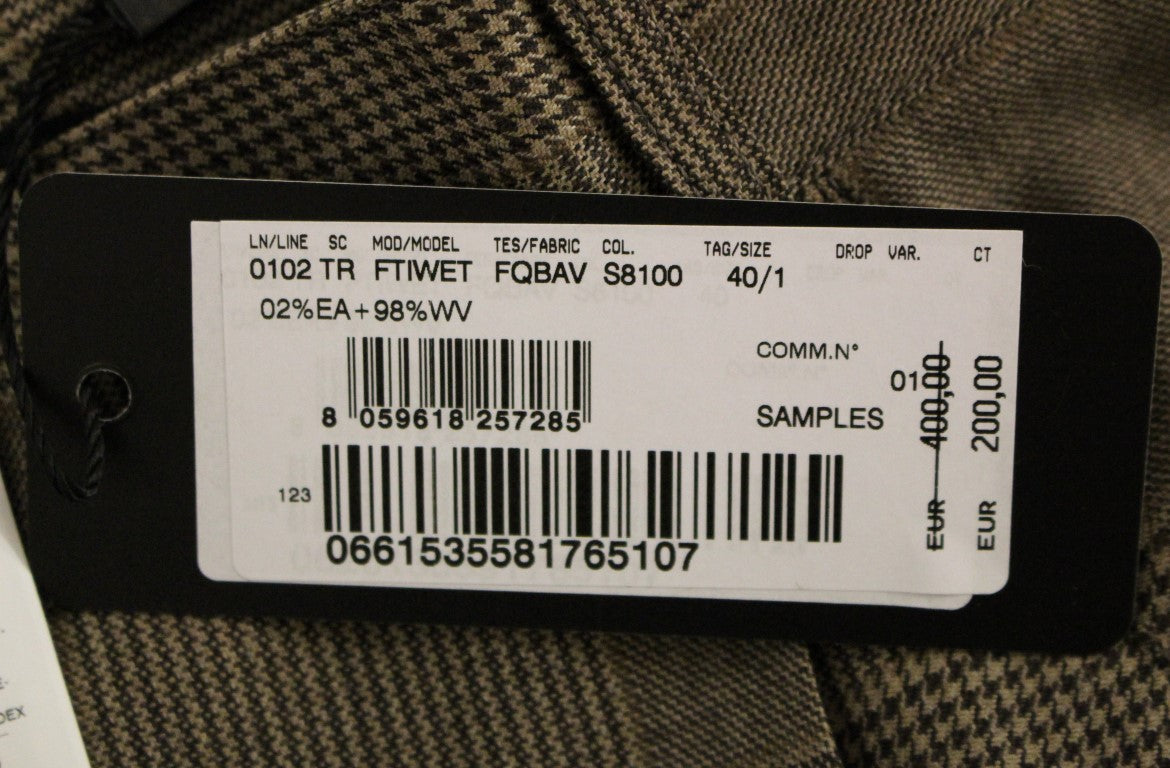 LN/LINE SC MOD/MODEL TES/FABRIC COL. TAG/SIZE DROP VAR. CT
0102 TR FTIWET FQBAV S8100 40/1
02%EA+98%WV
COMM.N°
01
8 059618 257285
SAMPLES
123
0661535581765107
EUR 400,00
EUR 200,00
DEX